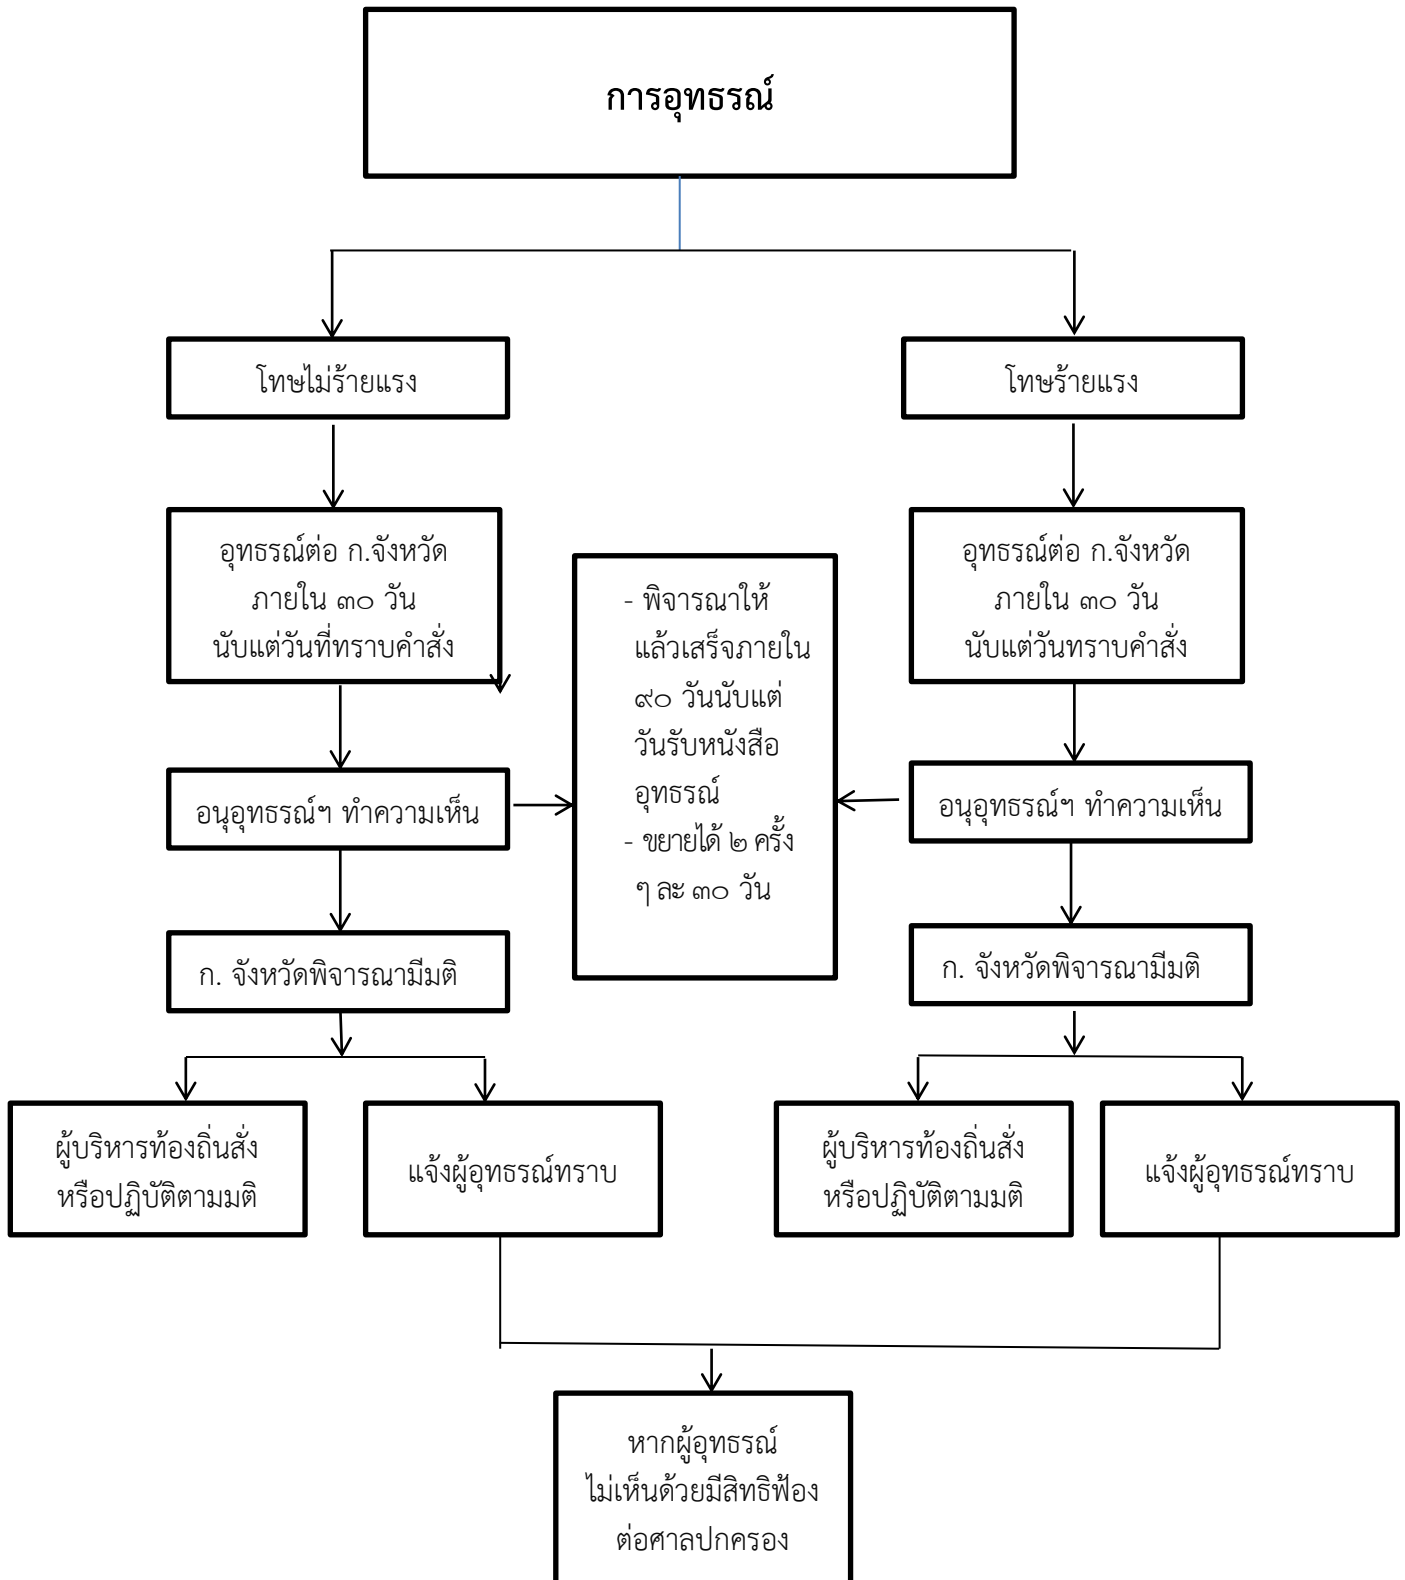 การอุทธรณ์
โทษไม่ร้ายแรง
โทษร้ายแรง
อุทธรณ์ต่อ ก.จังหวัด
ภายใน ๓๐ วัน
นับแต่วันที่ทราบคำสั่ง
- พิจารณาให้
แล้วเสร็จภายใน
๙๐ วันนับแต่
วันรับหนังสือ
อุทธรณ์
- ขยายได้ ๒ ครั้ง
ๆ ละ ๓๐ วัน
อุทธรณ์ต่อ ก.จังหวัด
ภายใน ๓๐ วัน
นับแต่วันทราบคำสั่ง
อนุอุทธรณ์ฯ ทำความเห็น
อนุอุทธรณ์ฯ ทำความเห็น
ก. จังหวัดพิจารณามีมติ
ก. จังหวัดพิจารณามีมติ
ผู้บริหารท้องถิ่นสั่ง
หรือปฏิบัติตามมติ
แจ้งผู้อุทธรณ์ทราบ
ผู้บริหารท้องถิ่นสั่ง
หรือปฏิบัติตามมติ
แจ้งผู้อุทธรณ์ทราบ
หากผู้อุทธรณ์
ไม่เห็นด้วยมีสิทธิฟ้อง
ต่อศาลปกครอง